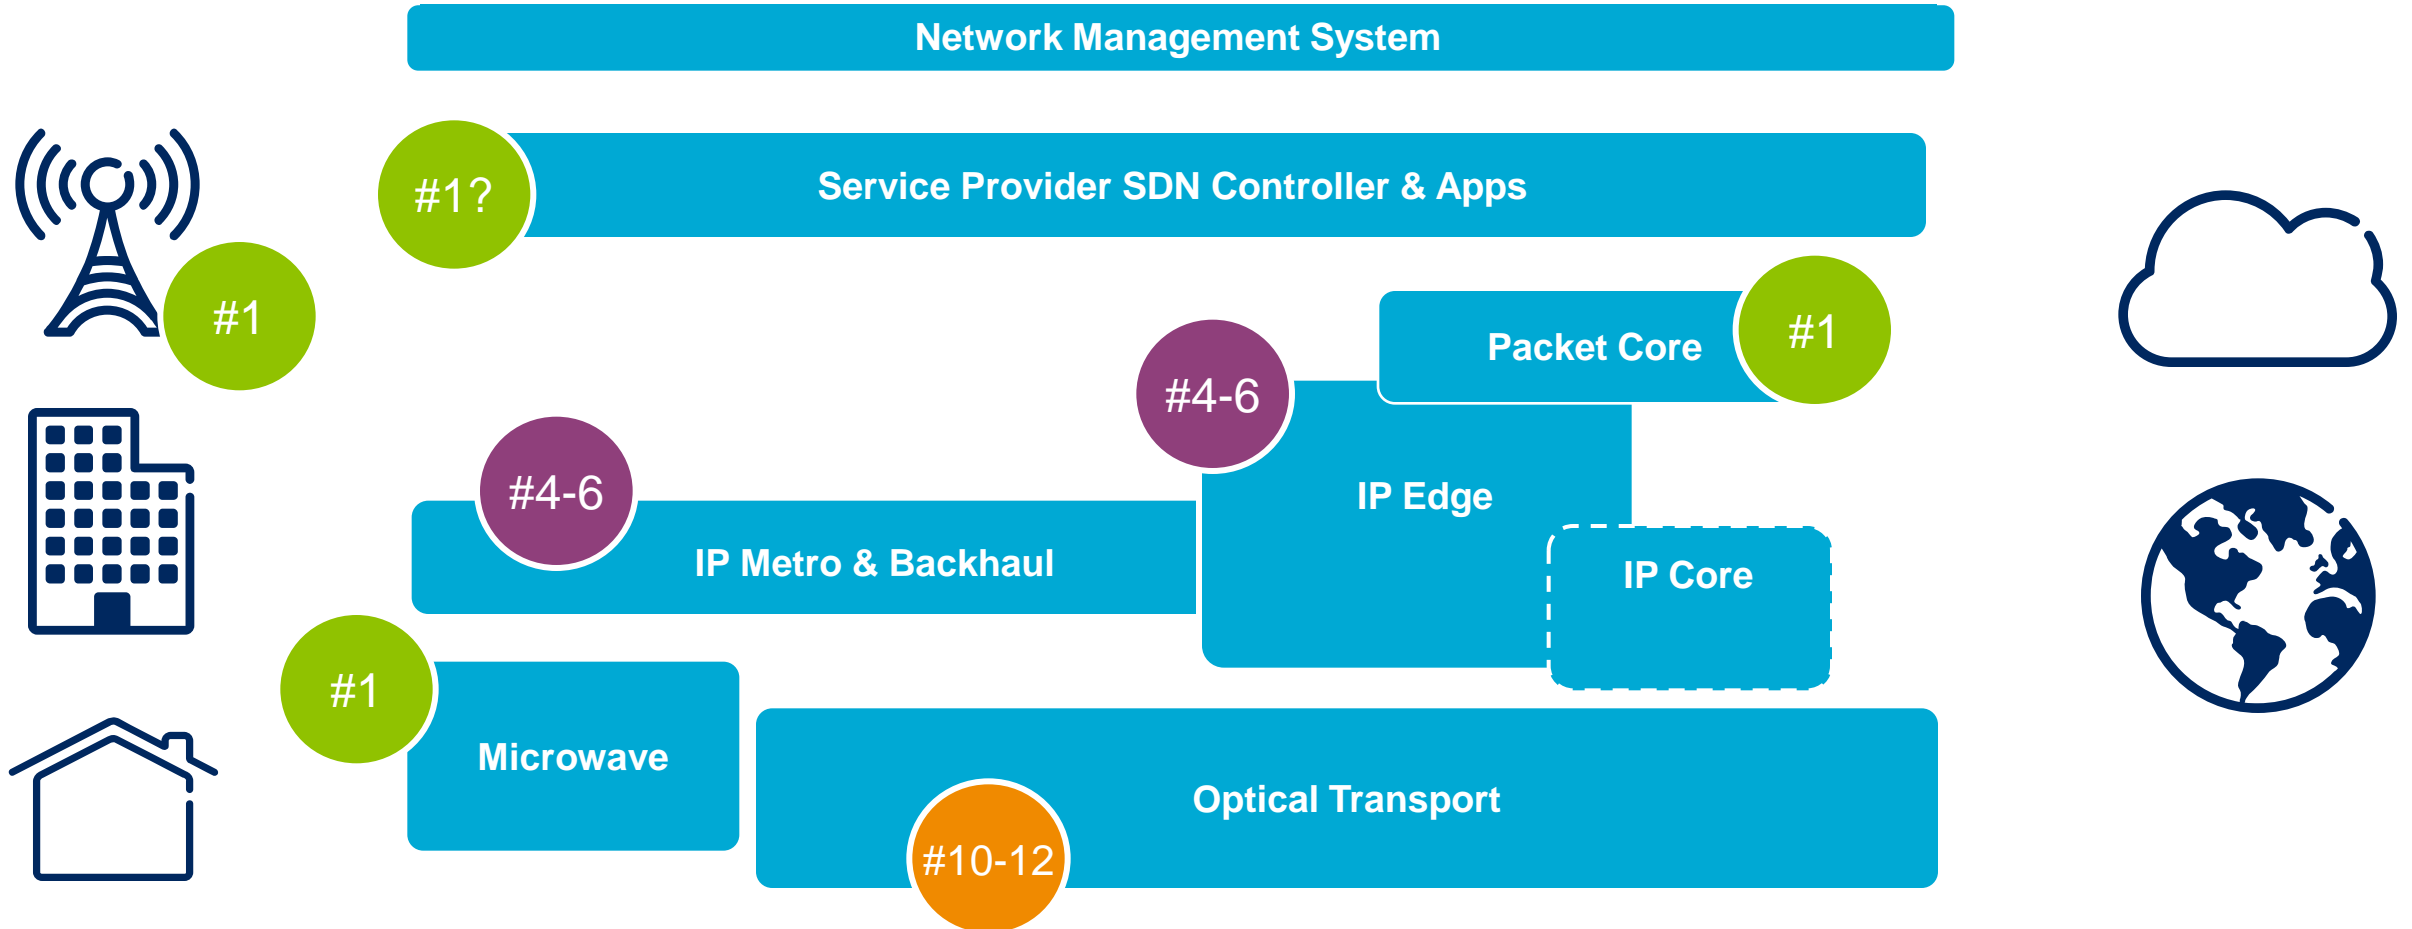 Network Management System
#1?
Service Provider SDN Controller & Apps
#1
Packet Core
#1
#4-6
#4-6
IP Edge
IP Metro & Backhaul
IP Core
#1
Microwave
Optical Transport
#10-12